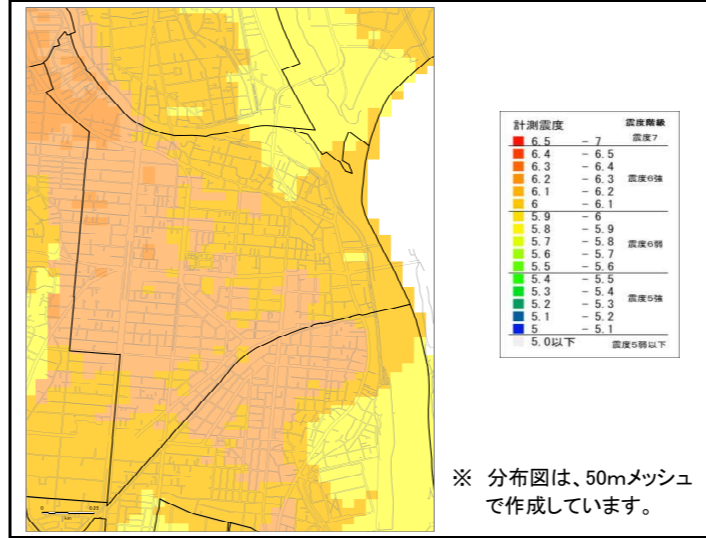 計測震度 震度階級
6.5 - 7 震度7
6.4 - 6.5
6.3 - 6.4
6.2 - 6.3 震度6強
6.1 - 6.2
6 - 6.1
5.9 - 6
5.8 - 5.9
5.7 - 5.8 震度6弱
5.6 - 5.7
5.5 - 5.6
5.4 - 5.5
5.3 - 5.4
5.2 - 5.3 震度5強
5.1 - 5.2
5 - 5.1
5.0以下 震度5弱以下
※ 分布図は、50mメッシュ
で作成しています。
0 0.25
km